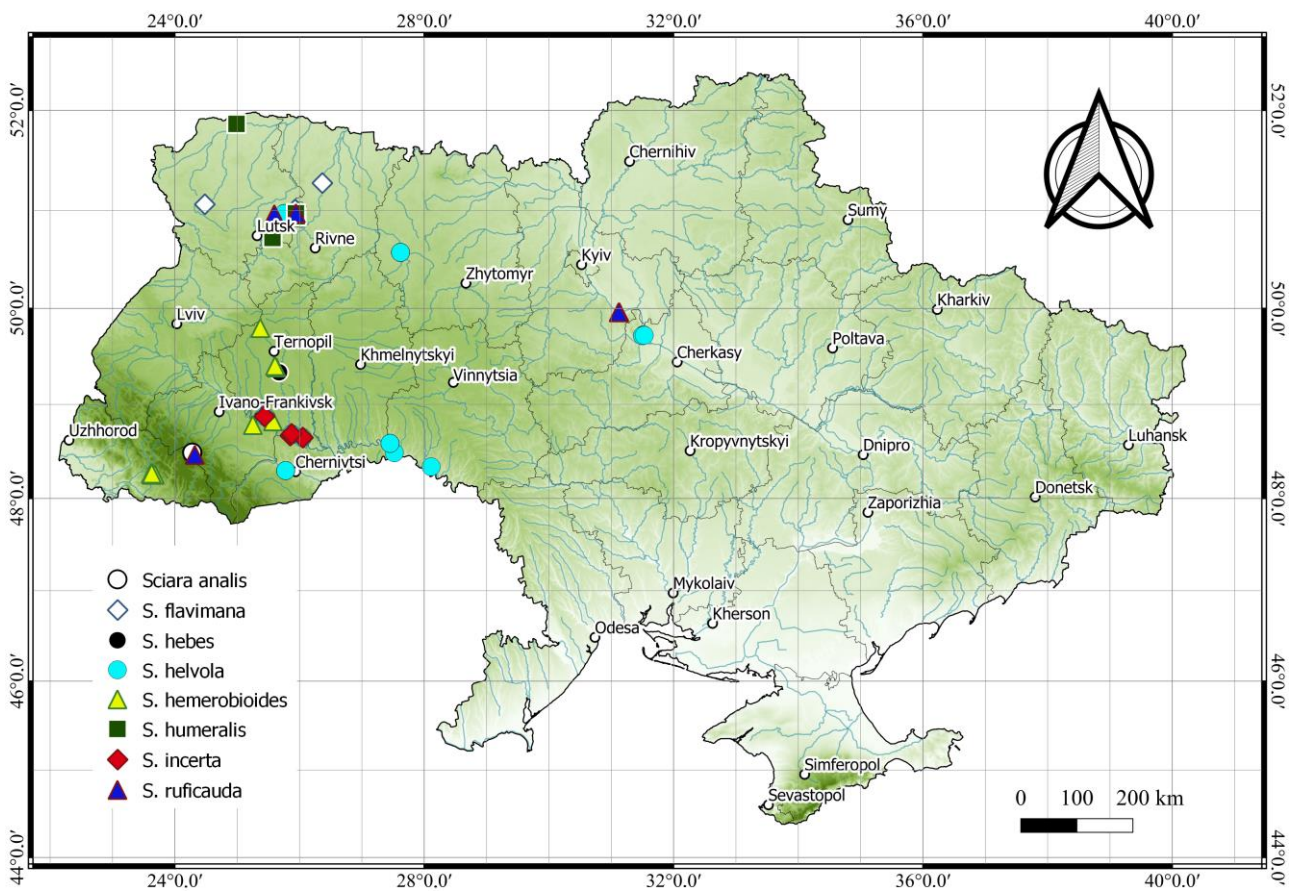 24°0.0′ 28°0.0′ 32°0.0′ 36°0.0′ 40°0.0′
52°0.0′ 52°0.0′
Chernihiv
Sumy
Lutsk
Rivne
Kyiv
Zhytomyr
Kharkiv
50°0.0′ 50°0.0′
Lviv
Ternopil
Khmelnytskyi
Poltava
Cherkasy
Vinnytsia
Ivano-Frankivsk
Uzhhorod
Kropyvnytskyi
Dnipro
Luhansk
Chernivtsi
Donetsk
48°0.0′ 48°0.0′
Zaporizhia
Mykolaiv
Kherson
Odesa
46°0.0′ 46°0.0′
Simferopol
Sevastopol
44°0.0′ 44°0.0′
Sciara analis
S. flavimana
S. hebes
S. helvola
S. hemerobioides
S. humeralis
S. incerta
S. ruficauda
0 100 200 km
24°0.0′ 28°0.0′ 32°0.0′ 36°0.0′ 40°0.0′